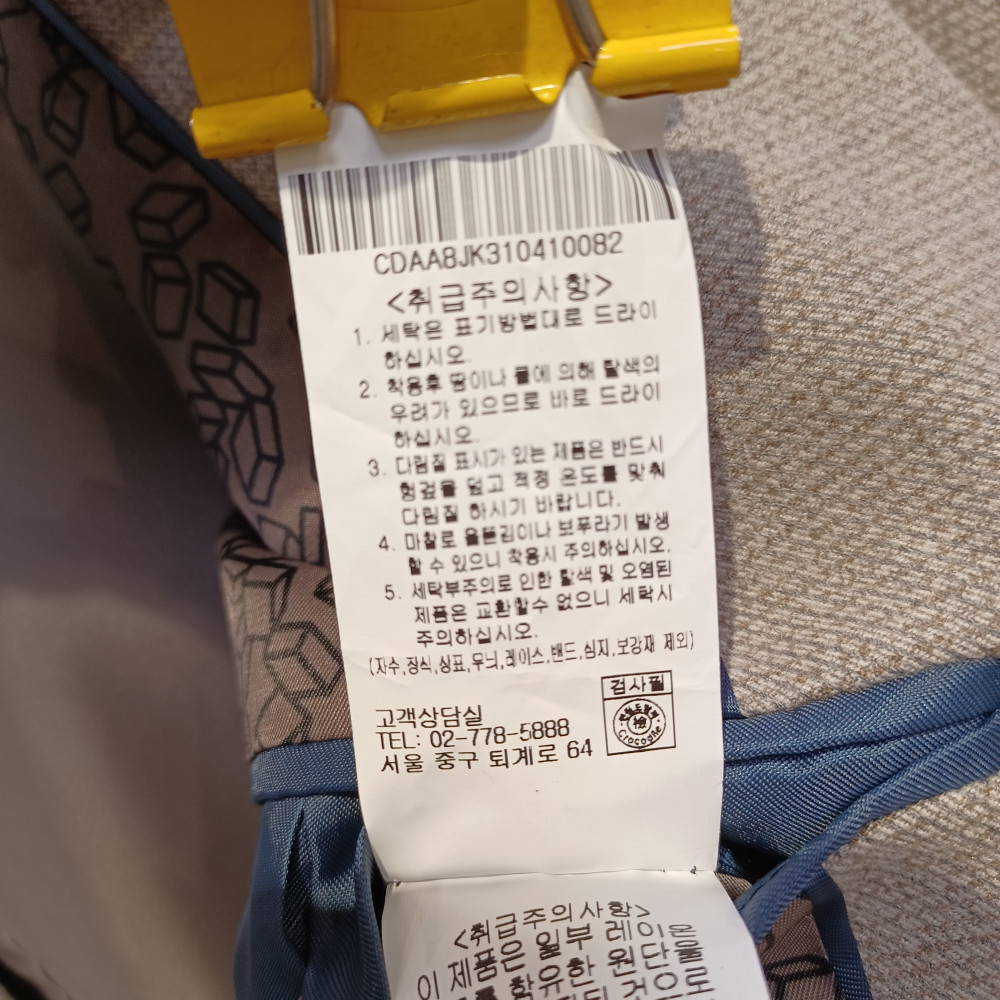 CDAA8JK310410082
<취급주의사항>
1. 세탁은 표기방법대로 드라이
하십시오.
2. 착용후 땀이나 물에 의해 탈색의
우려가 있으므로 바로 드라이
하십시오.
3. 다림질 표시가 있는 제품은 반드시
헝겊을 덮고 적정 온도를 맞춰
다림질 하시기 바랍니다.
4. 마찰로 올뜯김이나 보푸라기 발생
할 수 있으니 착용시 주의하십시오.
5. 세탁부주의로 인한 탈색 및 오염된
제품은 교환할수 없으니 세탁시
주의하십시오.
(자수,장식,상표,무늬,레이스,밴드,심지,보강재 제외)
검사필
검
Crocogne
고객상담실
TEL: 02-778-5888
서울 중구 퇴계로 64
<취급주의사항>
이 제품은 일부 레이온
함유한 원단을
것으로